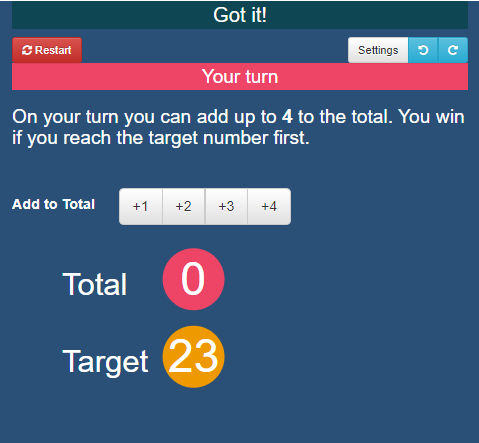 Got it!
Restart
Settings
Your turn
On your turn you can add up to 4 to the total. You win
if you reach the target number first.
Add to Total +1 +2 +3 +4
Total 0
Target 23